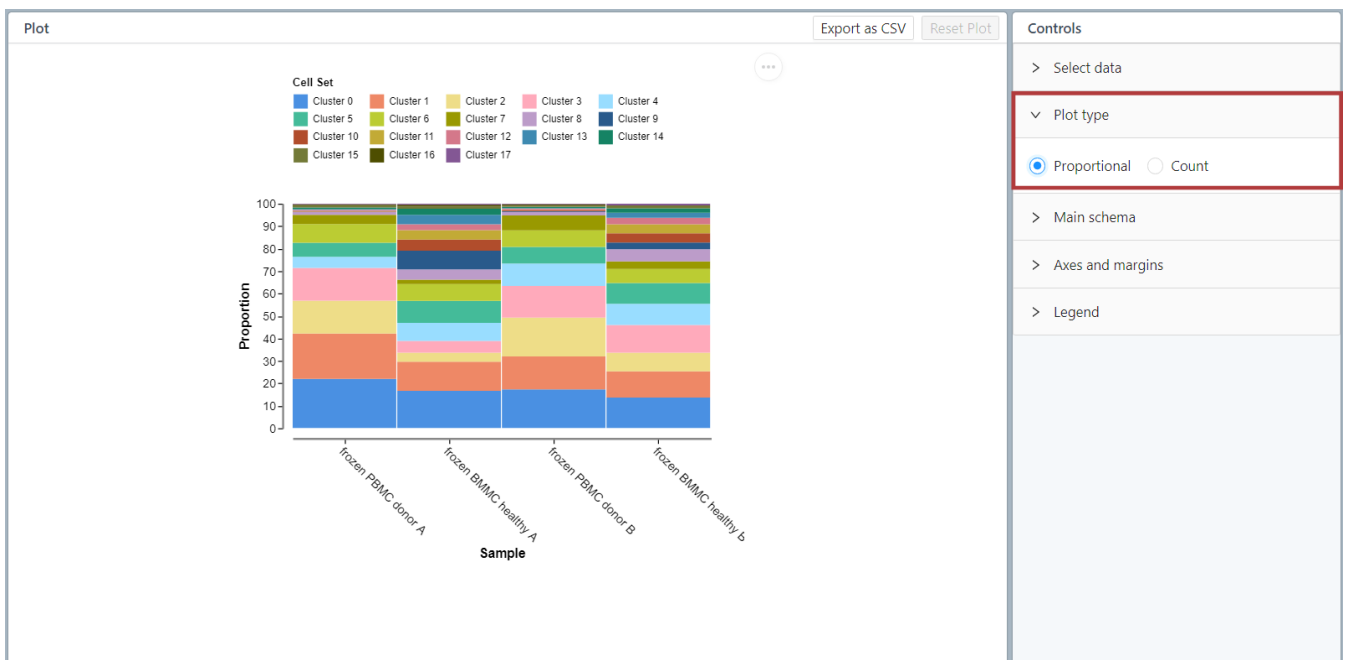 Plot
Export as CSV
Reset Plot
Controls
Select data
Plot type
Proportional
Count
Main schema
Axes and margins
Legend
Cell Set
Cluster 0 Cluster 1 Cluster 2 Cluster 3 Cluster 4
Cluster 5 Cluster 6 Cluster 7 Cluster 8 Cluster 9
Cluster 10 Cluster 11 Cluster 12 Cluster 13 Cluster 14
Cluster 15 Cluster 16 Cluster 17
Proportion
100
90
80
70
60
50
40
30
20
10
0
frozen PBMC donor A
frozen BMMC healthy A
frozen PBMC donor B
frozen BMMC healthy b
Sample